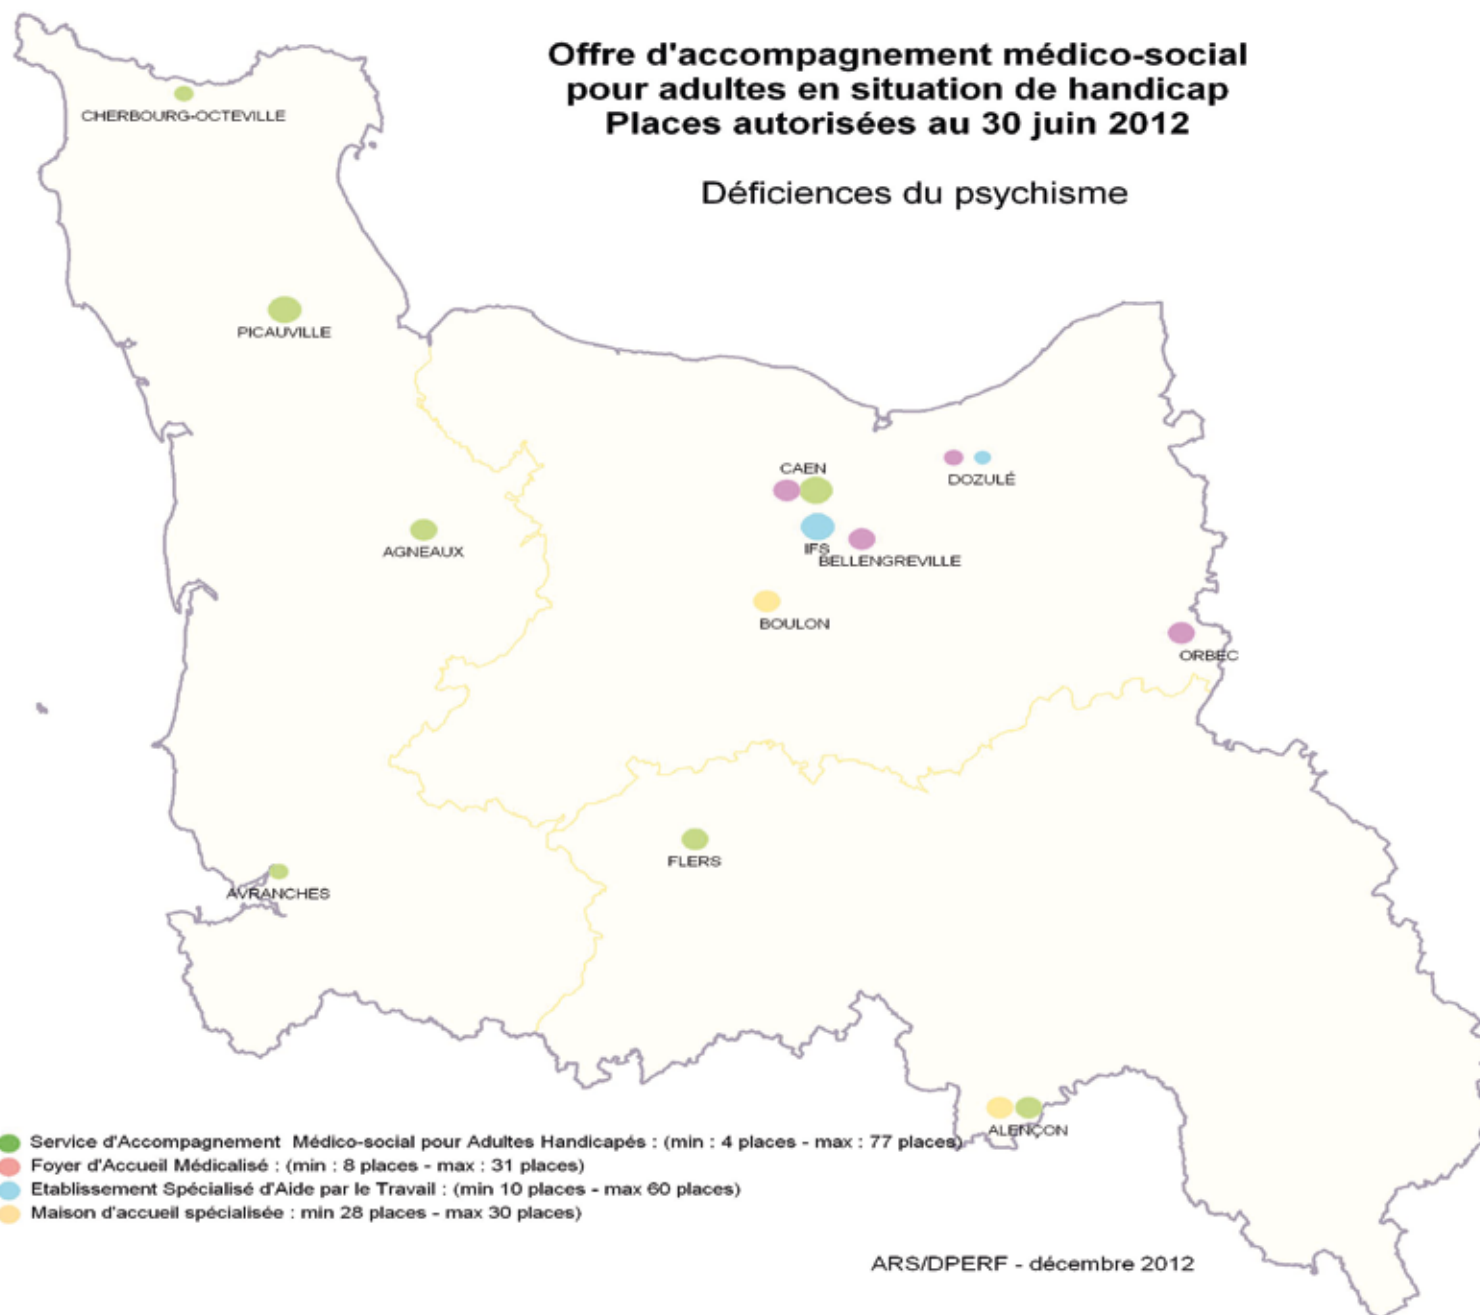 Offre d'accompagnement médico-social
pour adultes en situation de handicap
Places autorisées au 30 juin 2012
Déficiences du psychisme
CHERBOURG-OCTEVILLE
PICAUVILLE
AGNEAUX
AVRANCHES
CAEN
DOZULÉ
IFS
BELLENGREVILLE
BOULON
ORBEC
FLERS
ALENÇON
Service d'Accompagnement Médico-social pour Adultes Handicapés : (min : 4 places - max : 77 places)
Foyer d'Accueil Médicalisé : (min : 8 places - max : 31 places)
Etablissement Spécialisé d'Aide par le Travail : (min 10 places - max 60 places)
Maison d'accueil spécialisée : min 28 places - max 30 places)
ARS/DPERF - décembre 2012